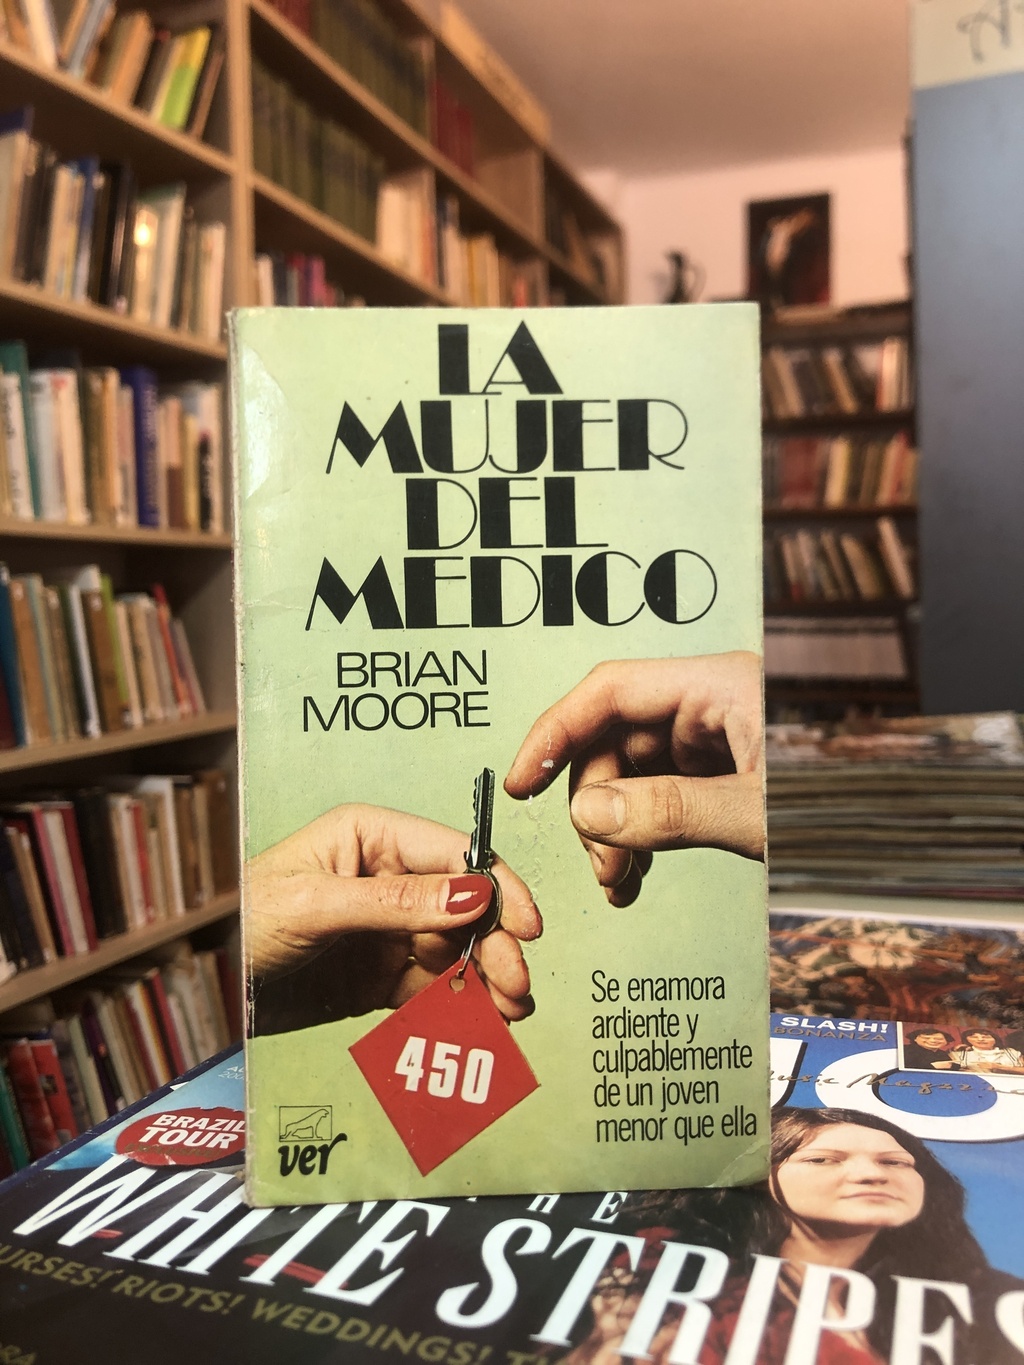 LA
MUJER
DEL
MEDICO
BRIAN
MOORE
450
Se enamora
ardiente y
culpablemente
de un joven
menor que ella
ver
SLASH!
BONANZA
BRAZIL
TOUR
THE
WHITE STRIPES
RIOTS! WEDDINGS!